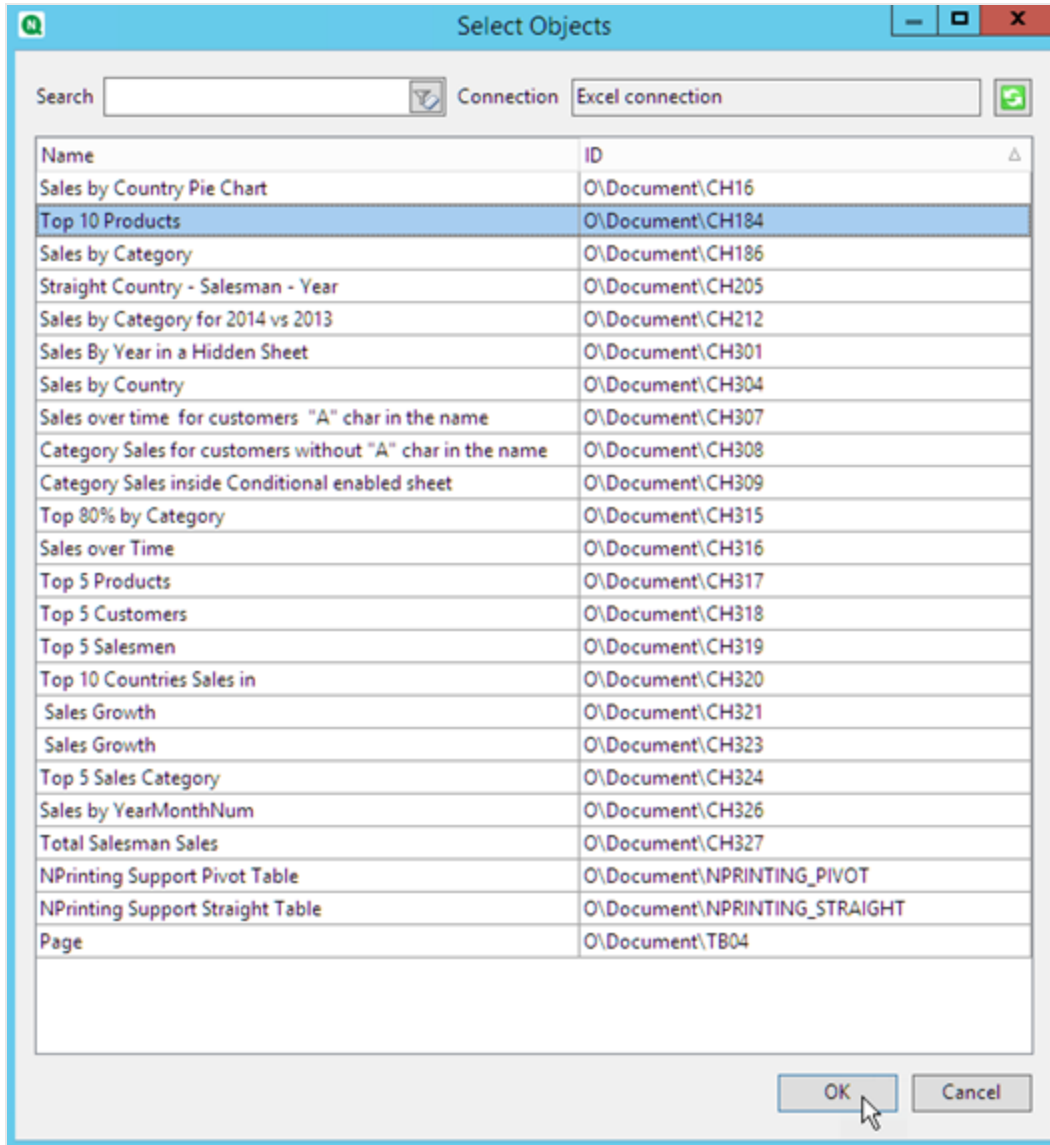 Select Objects
Search Connection Excel connection
Name ID
Sales by Country Pie Chart O\Document\CH16
Top 10 Products O\Document\CH184
Sales by Category O\Document\CH186
Straight Country - Salesman - Year O\Document\CH205
Sales by Category for 2014 vs 2013 O\Document\CH212
Sales By Year in a Hidden Sheet O\Document\CH301
Sales by Country O\Document\CH304
Sales over time  for customers  "A" char in the name O\Document\CH307
Category Sales for customers without "A" char in the name O\Document\CH308
Category Sales inside Conditional enabled sheet O\Document\CH309
Top 80% by Category O\Document\CH315
Sales over Time O\Document\CH316
Top 5 Products O\Document\CH317
Top 5 Customers O\Document\CH318
Top 5 Salesmen O\Document\CH319
Top 10 Countries Sales in O\Document\CH320
Sales Growth O\Document\CH321
Sales Growth O\Document\CH323
Top 5 Sales Category O\Document\CH324
Sales by YearMonthNum O\Document\CH326
Total Salesman Sales O\Document\CH327
NPrinting Support Pivot Table O\Document\NPRINTING_PIVOT
NPrinting Support Straight Table O\Document\NPRINTING_STRAIGHT
Page O\Document\TB04
OK Cancel